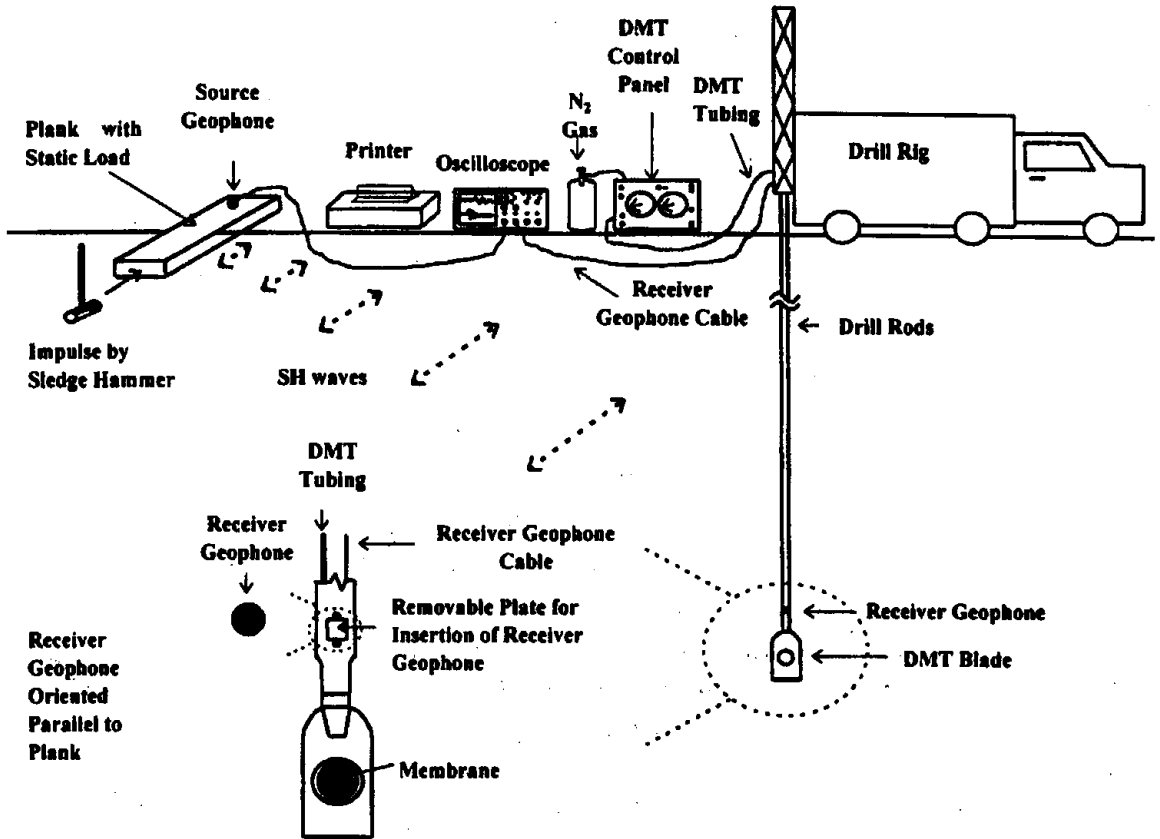 DMT
Control
Panel
Source
Geophone
N₂
Gas
DMT
Tubing
Plank with
Static Load
Printer
Oscilloscope
Drill Rig
Receiver
Geophone Cable
Drill Rods
Impulse by
Sledge Hammer
SH waves
DMT
Tubing
Receiver
Geophone
Receiver Geophone
Cable
Removable Plate for
Insertion of Receiver
Geophone
Receiver Geophone
DMT Blade
Receiver
Geophone
Oriented
Parallel to
Plank
Membrane